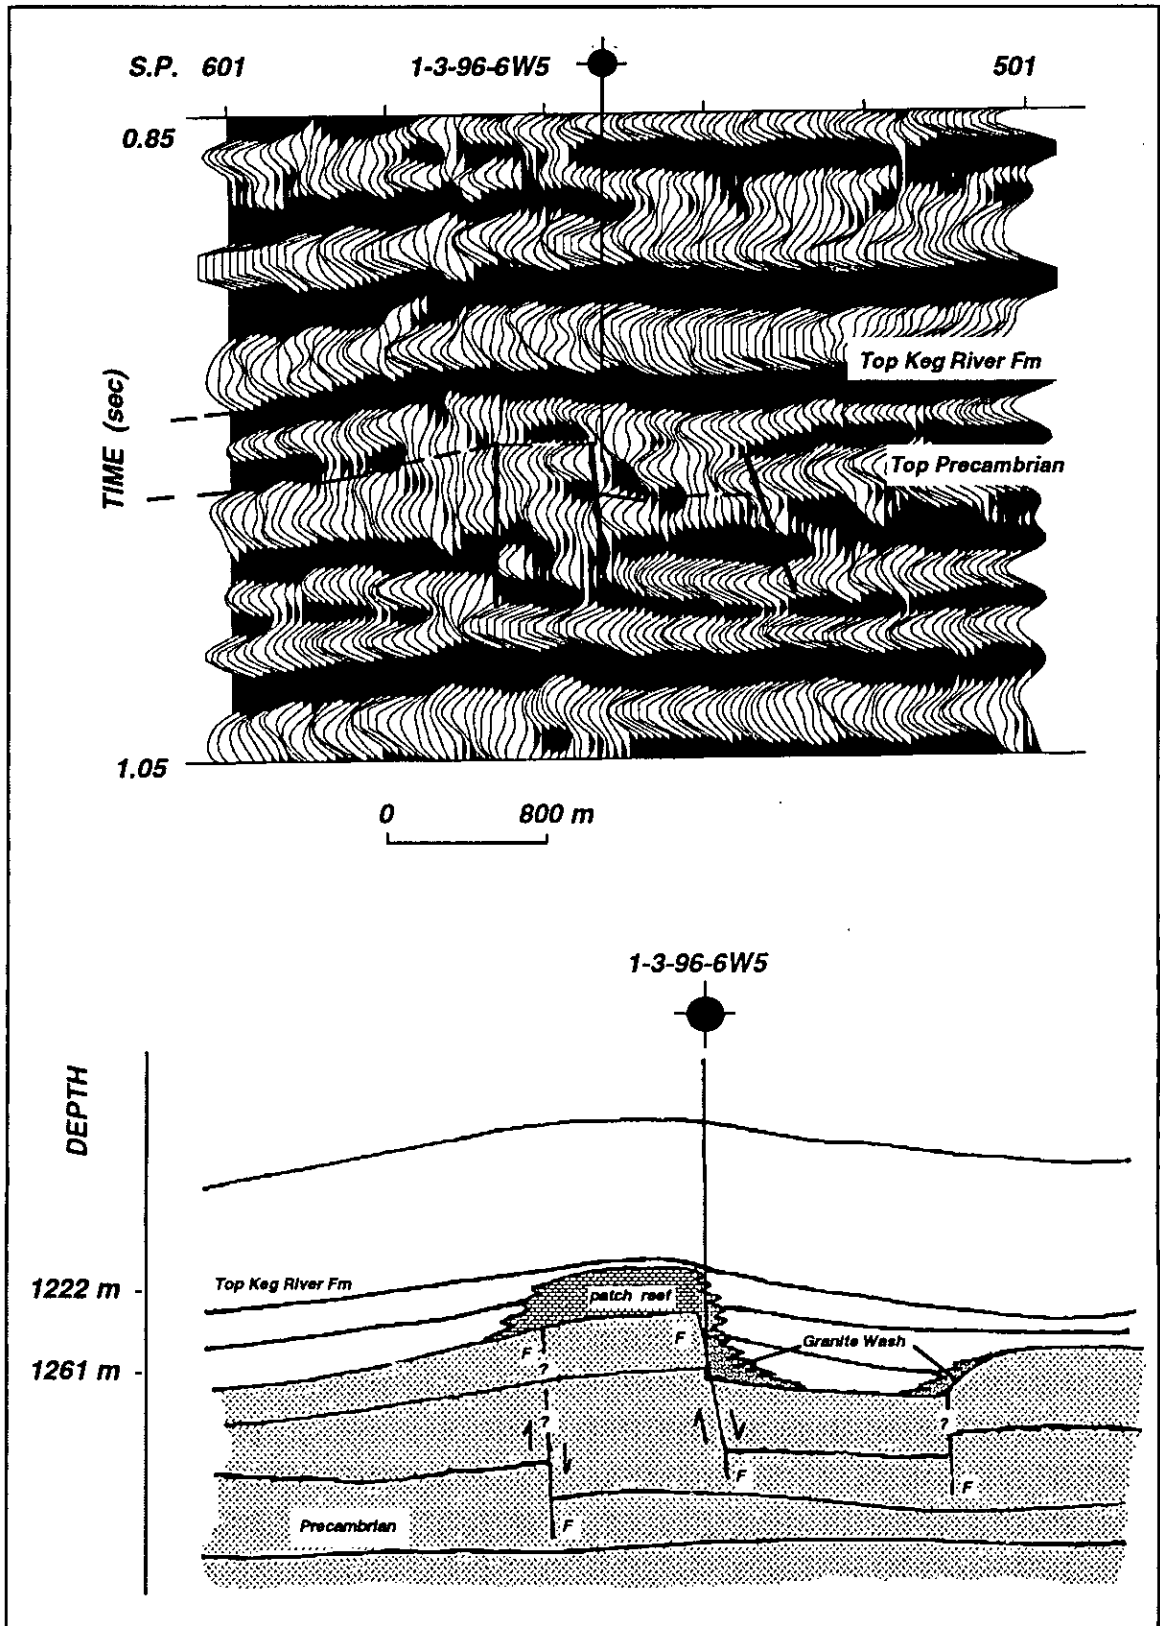 S.P. 601 1-3-96-6W5 501
0.85
Top Keg River Fm
TIME (sec)
Top Precambrian
1.05
0 800 m
1-3-96-6W5
DEPTH
1222 m
Top Keg River Fm
patch reef
F
Granite Wash
1261 m
F
?
?
?
F
F
F
Precambrian